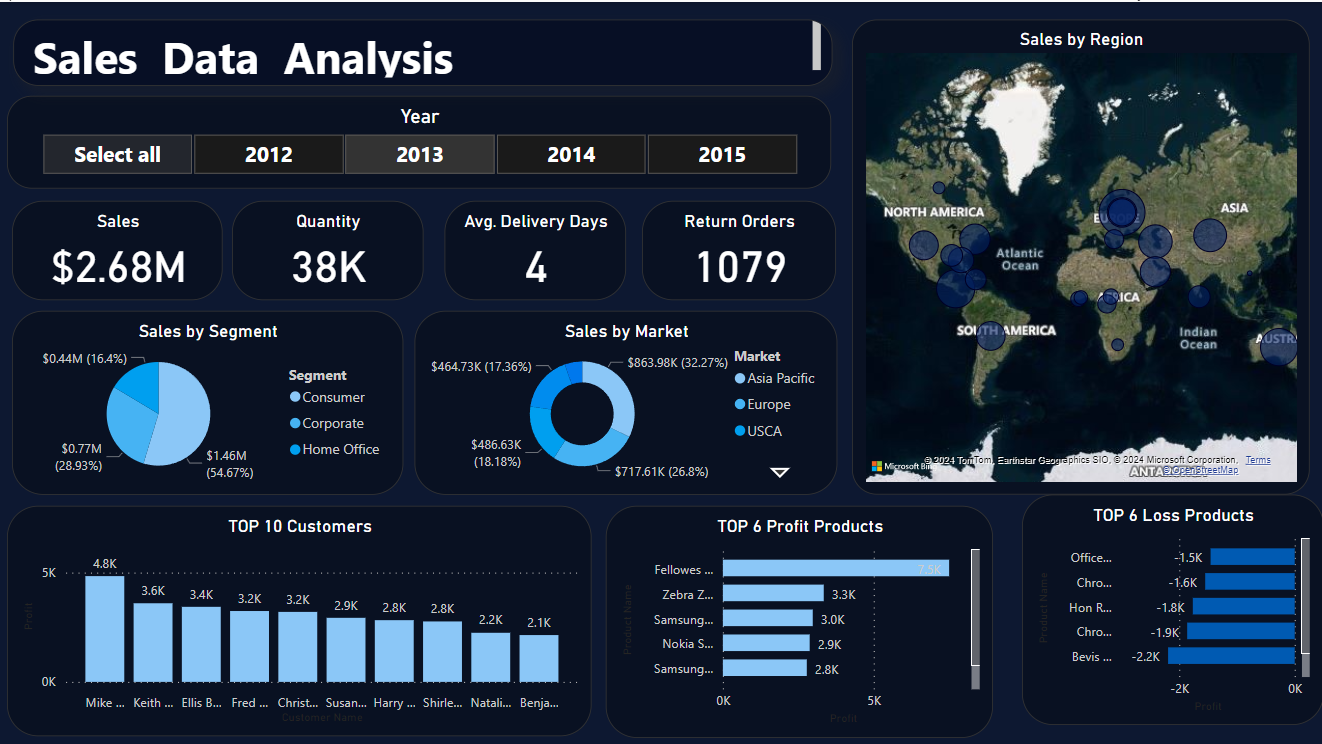 Sales Data Analysis
Year
Select all 2012 2013 2014 2015
Sales
$2.68M
Quantity
38K
Avg. Delivery Days
4
Return Orders
1079
Sales by Region
NORTH AMERICA
EUROPE
ASIA
Atlantic
Ocean
AFRICA
SOUTH AMERICA
Indian
Ocean
AUSTR
Microsoft Bing
© 2024 TomTom, Earthstar Geographics SIO, © 2024 Microsoft Corporation, Terms
© OpenStreetMap
Sales by Segment
$0.44M (16.4%)
$0.77M
(28.93%)
$1.46M
(54.67%)
Segment
Consumer
Corporate
Home Office
Sales by Market
$464.73K (17.36%)
$863.98K (32.27%)
$486.63K
(18.18%)
$717.61K (26.8%)
Market
Asia Pacific
Europe
USCA
TOP 10 Customers
Profit
5K
0K
4.8K
3.6K
3.4K
3.2K
3.2K
2.9K
2.8K
2.8K
2.2K
2.1K
Mike ... Keith ... Ellis B... Fred ... Christ... Susan... Harry ... Shirle... Natali... Benja...
Customer Name
TOP 6 Profit Products
Product Name
Fellowes ... 7.5K
Zebra Z... 3.3K
Samsung... 3.0K
Nokia S... 2.9K
Samsung... 2.8K
0K 5K
Profit
TOP 6 Loss Products
Product Name
Office... -1.5K
Chro... -1.6K
Hon R... -1.8K
Chro... -1.9K
Bevis ... -2.2K
-2K 0K
Profit